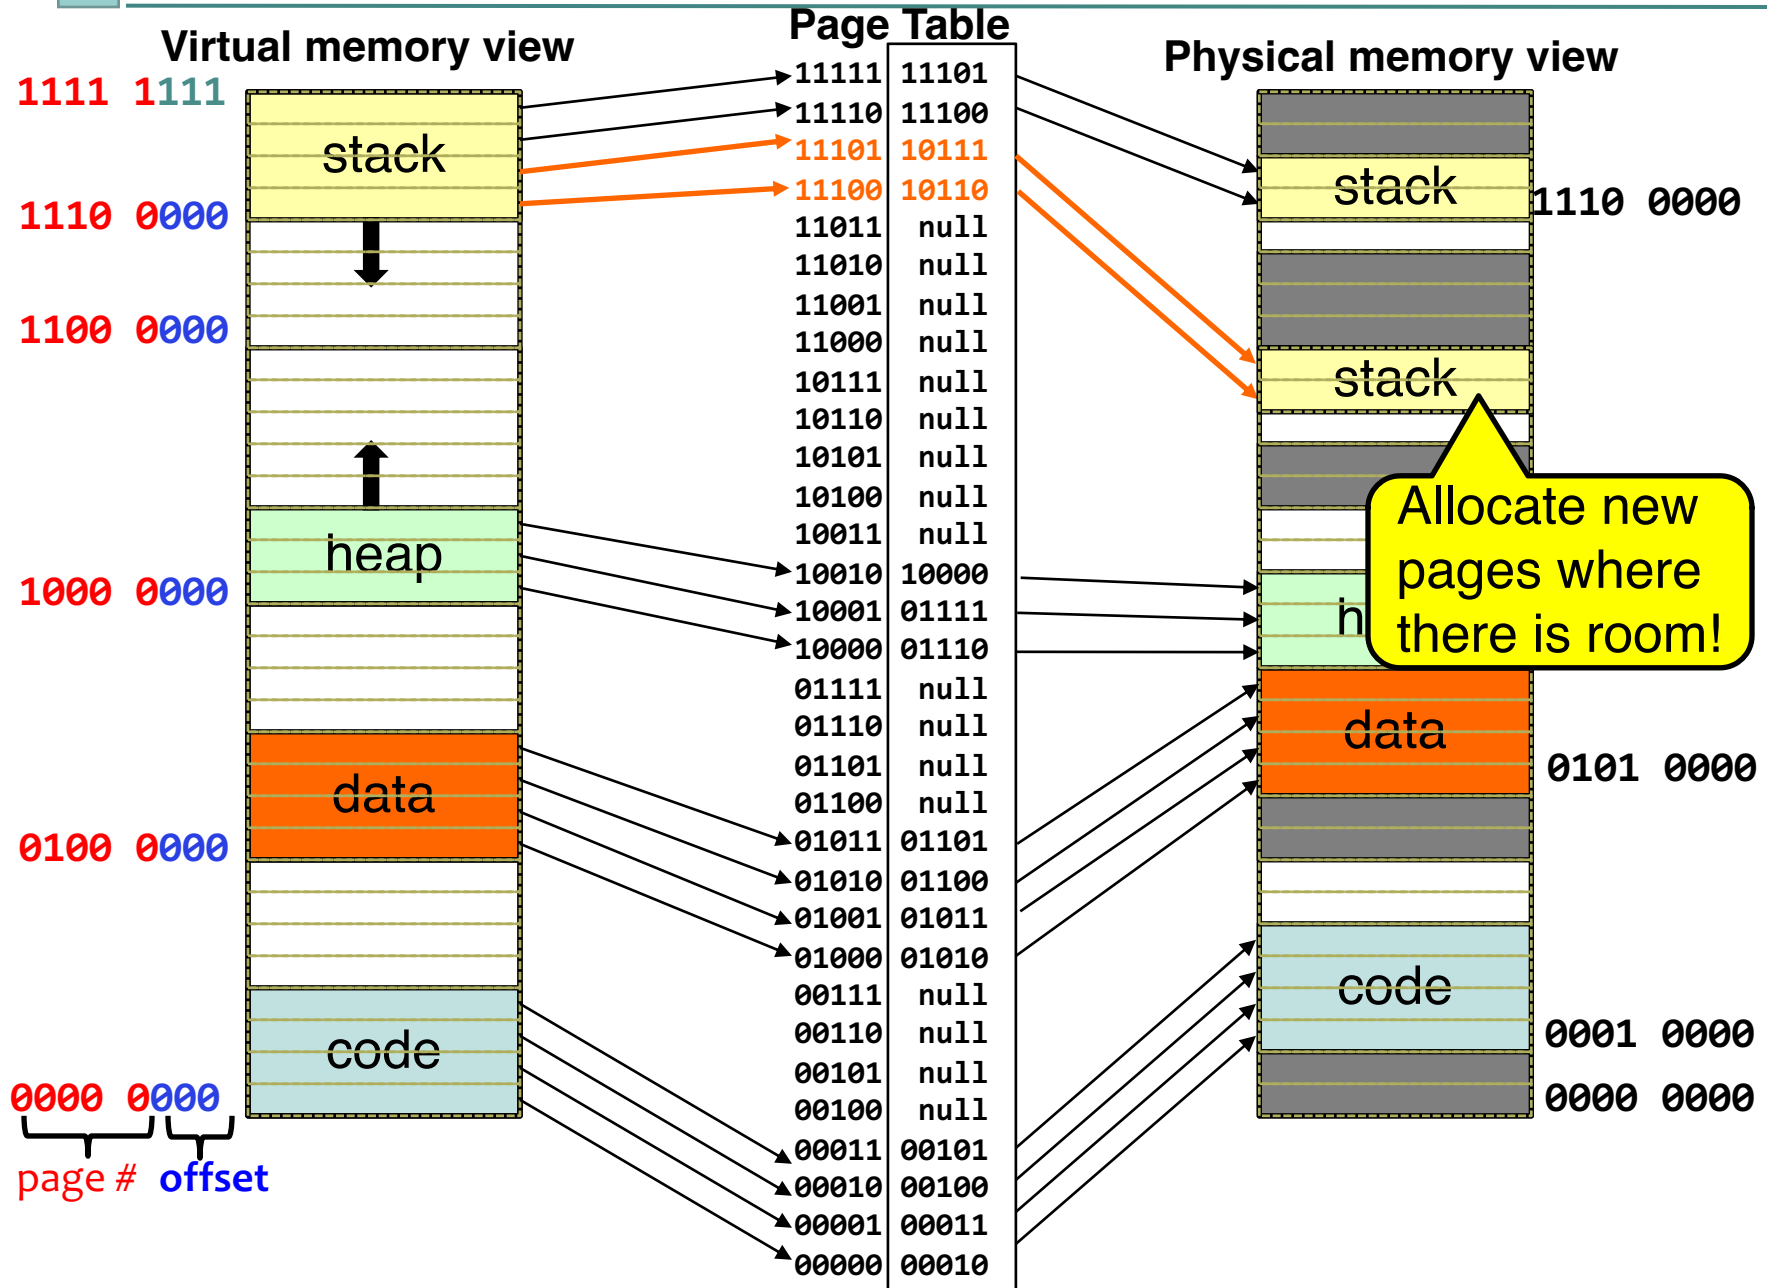 Page Table
Virtual memory view
Physical memory view
1111 1111
1110 0000
1100 0000
1000 0000
0100 0000
0000 0000
page # offset
stack
heap
data
code
11111 11101
11110 11100
11101 10111
11100 10110
11011 null
11010 null
11001 null
11000 null
10111 null
10110 null
10101 null
10100 null
10011 null
10010 10000
10001 01111
10000 01110
01111 null
01110 null
01101 null
01100 null
01011 01101
01010 01100
01001 01011
01000 01010
00111 null
00110 null
00101 null
00100 null
00011 00101
00010 00100
00001 00011
00000 00010
stack
1110 0000
stack
Allocate new
pages where
there is room!
h
data
0101 0000
code
0001 0000
0000 0000